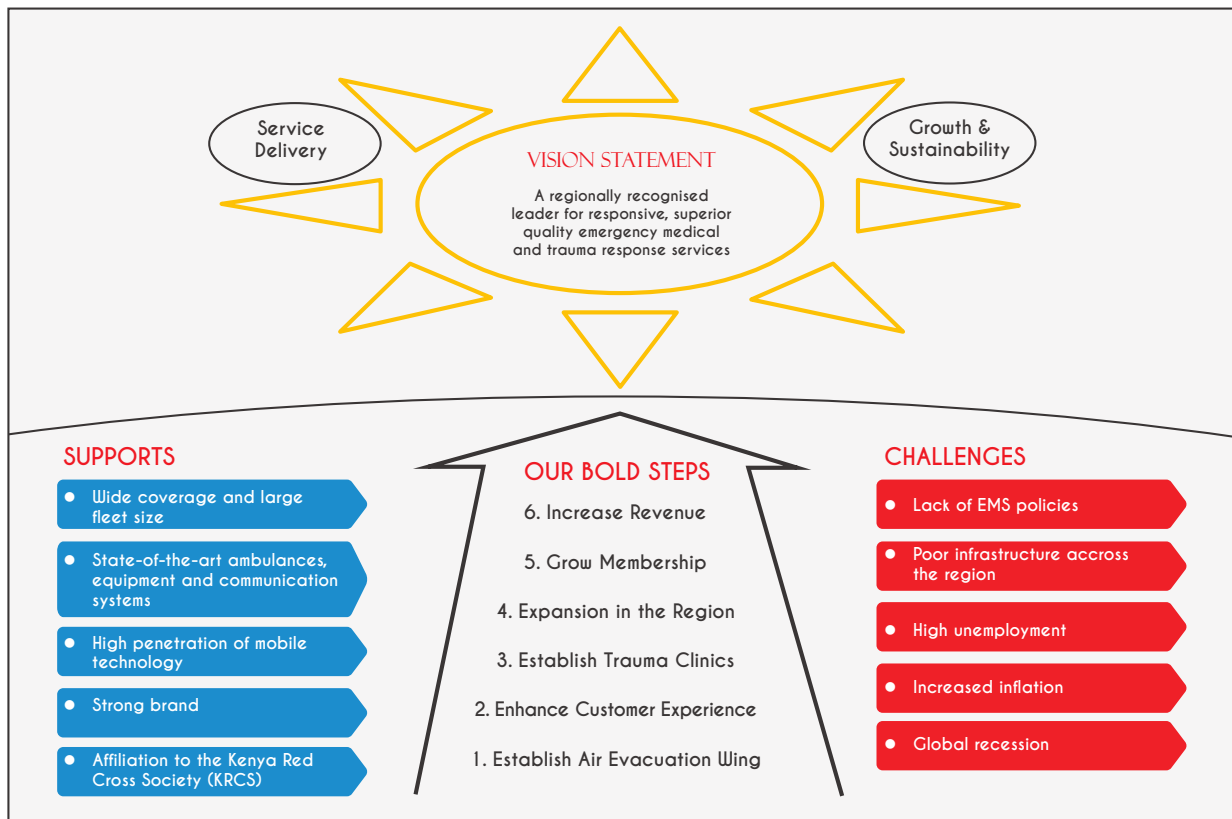 Service
Delivery
Growth &
Sustainability
VISION STATEMENT
A regionally recognised
leader for responsive, superior
quality emergency medical
and trauma response services
SUPPORTS
Wide coverage and large
fleet size
State-of-the-art ambulances,
equipment and communication
systems
High penetration of mobile
technology
Strong brand
Affiliation to the Kenya Red
Cross Society (KRCS)
OUR BOLD STEPS
6. Increase Revenue
5. Grow Membership
4. Expansion in the Region
3. Establish Trauma Clinics
2. Enhance Customer Experience
1. Establish Air Evacuation Wing
CHALLENGES
Lack of EMS policies
Poor infrastructure accross
the region
High unemployment
Increased inflation
Global recession